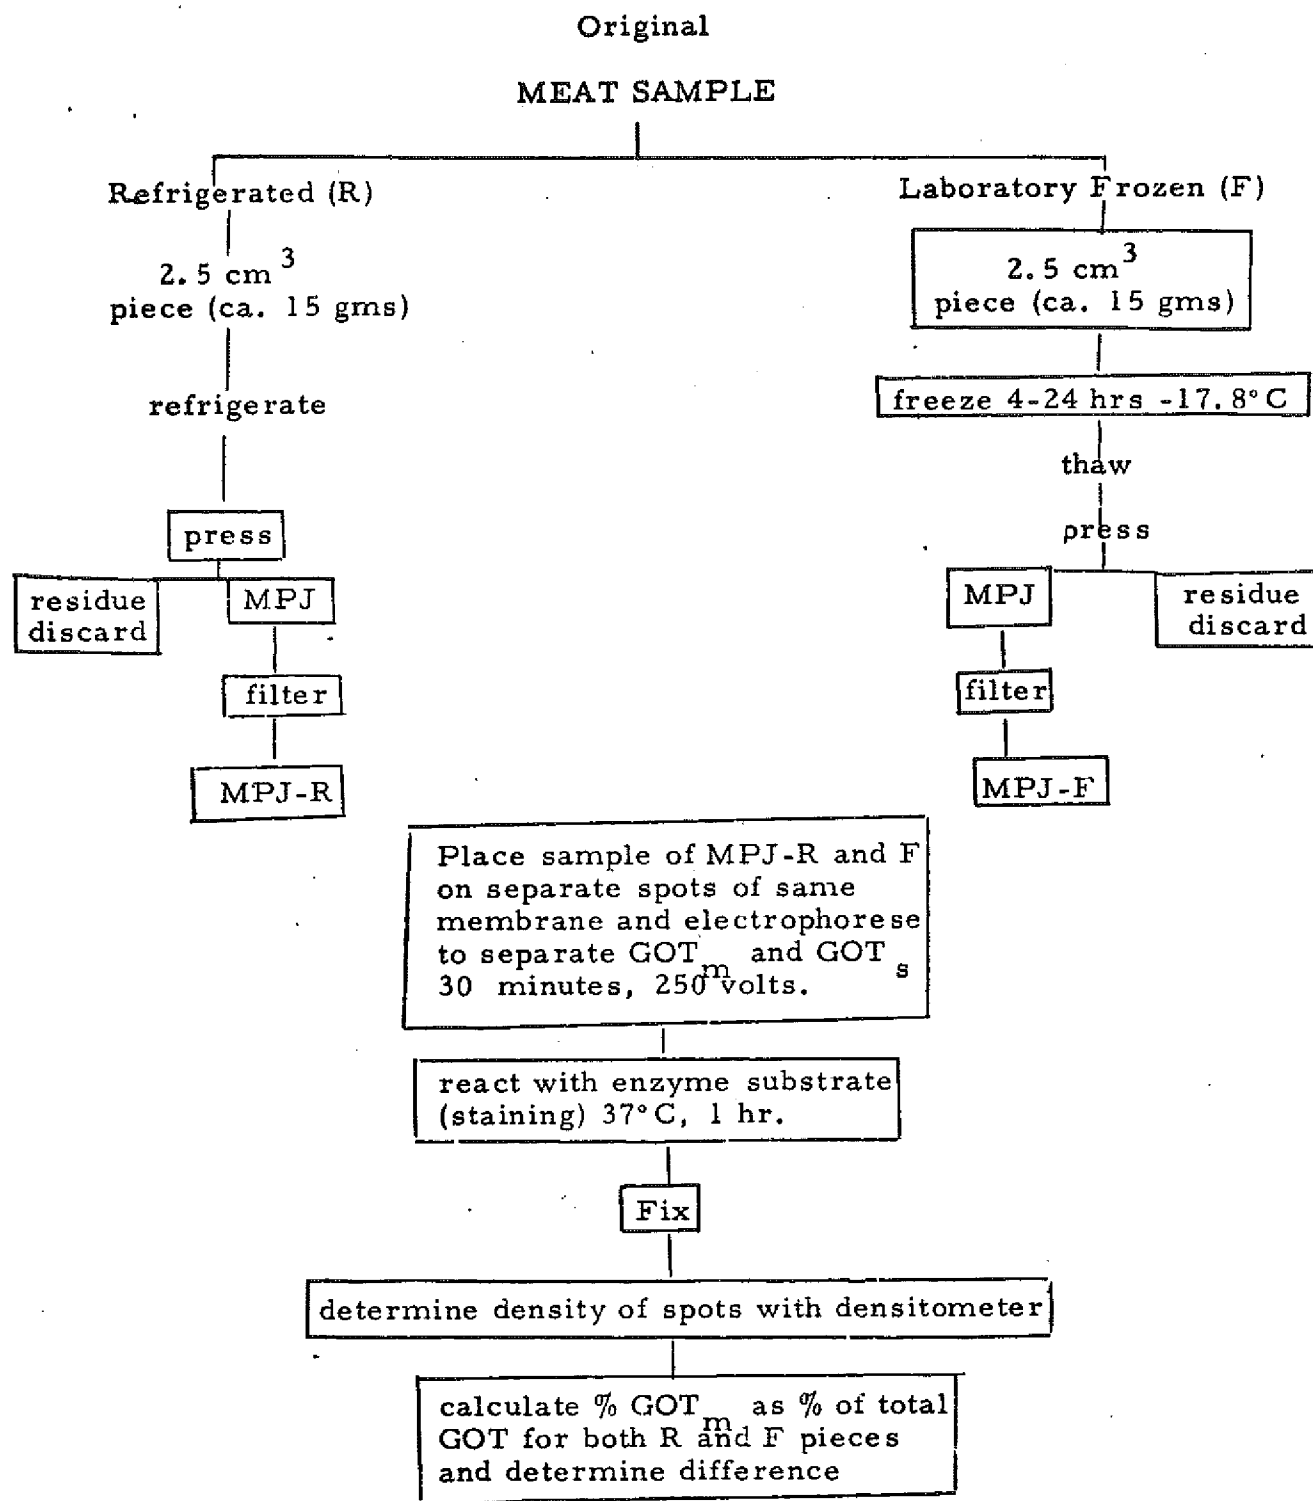 Original
MEAT SAMPLE
Refrigerated (R)
2.5 cm³
piece (ca. 15 gms)
refrigerate
press
residue
discard
MPJ
filter
MPJ-R
Laboratory Frozen (F)
2.5 cm³
piece (ca. 15 gms)
freeze 4-24 hrs -17.8°C
thaw
press
MPJ
residue
discard
filter
MPJ-F
Place sample of MPJ-R and F
on separate spots of same
membrane and electrophorese
to separate GOTm and GOTs
30 minutes, 250 volts.
react with enzyme substrate
(staining) 37°C, 1 hr.
Fix
determine density of spots with densitometer
calculate % GOTm as % of total
GOT for both R and F pieces
and determine difference